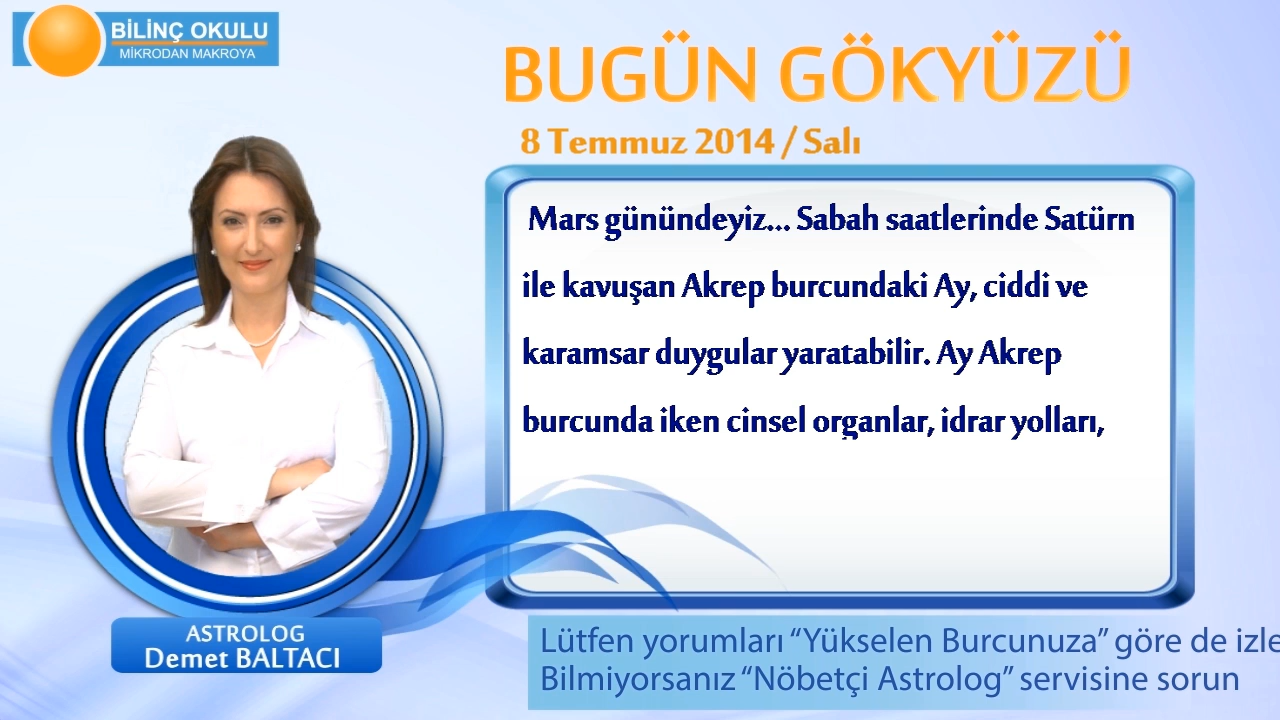 BİLİNÇ OKULU
MİKRODAN MAKROYA
BUGÜN GÖKYÜZÜ
8 Temmuz 2014 / Salı
Mars günündeyiz... Sabah saatlerinde Satürn
ile kavuşan Akrep burcundaki Ay, ciddi ve
karamsar duygular yaratabilir. Ay Akrep
burcunda iken cinsel organlar, idrar yolları,
ASTROLOG
Demet BALTACI
Lütfen yorumları “Yükselen Burcunuza” göre de izle
Bilmiyorsanız “Nöbetçi Astrolog” servisine sorun